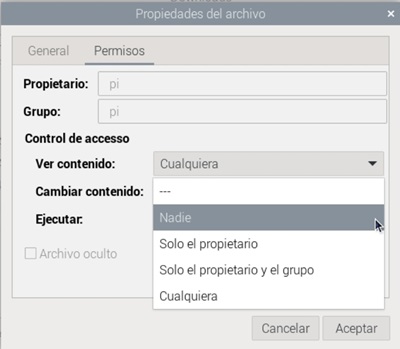 Propiedades del archivo
General Permisos
Propietario: pi
Grupo: pi
Control de accesso
Ver contenido: Cualquiera
Cambiar contenido: ---
Ejecutar: Nadie
Solo el propietario
Archivo oculto Solo el propietario y el grupo
Cualquiera
Cancelar Aceptar